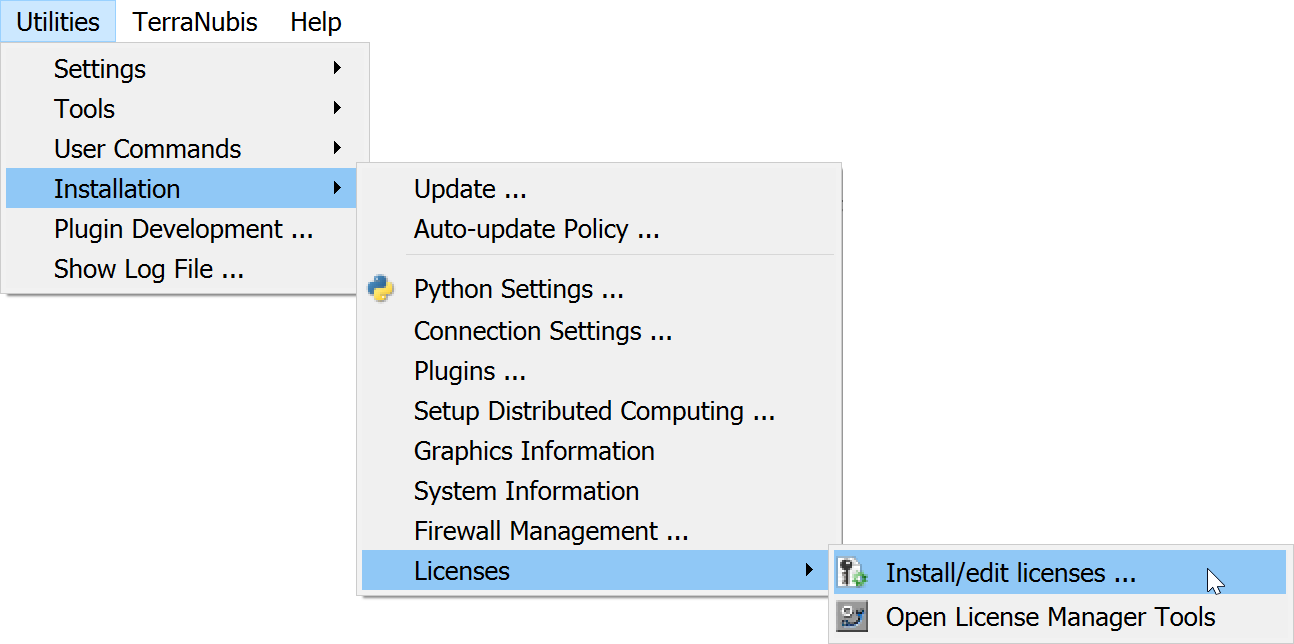 Utilities TerraNubis Help
Settings
Tools
User Commands
Installation
Plugin Development ...
Show Log File ...
Update ...
Auto-update Policy ...
Python Settings ...
Connection Settings ...
Plugins ...
Setup Distributed Computing ...
Graphics Information
System Information
Firewall Management ...
Licenses
Install/edit licenses ...
Open License Manager Tools